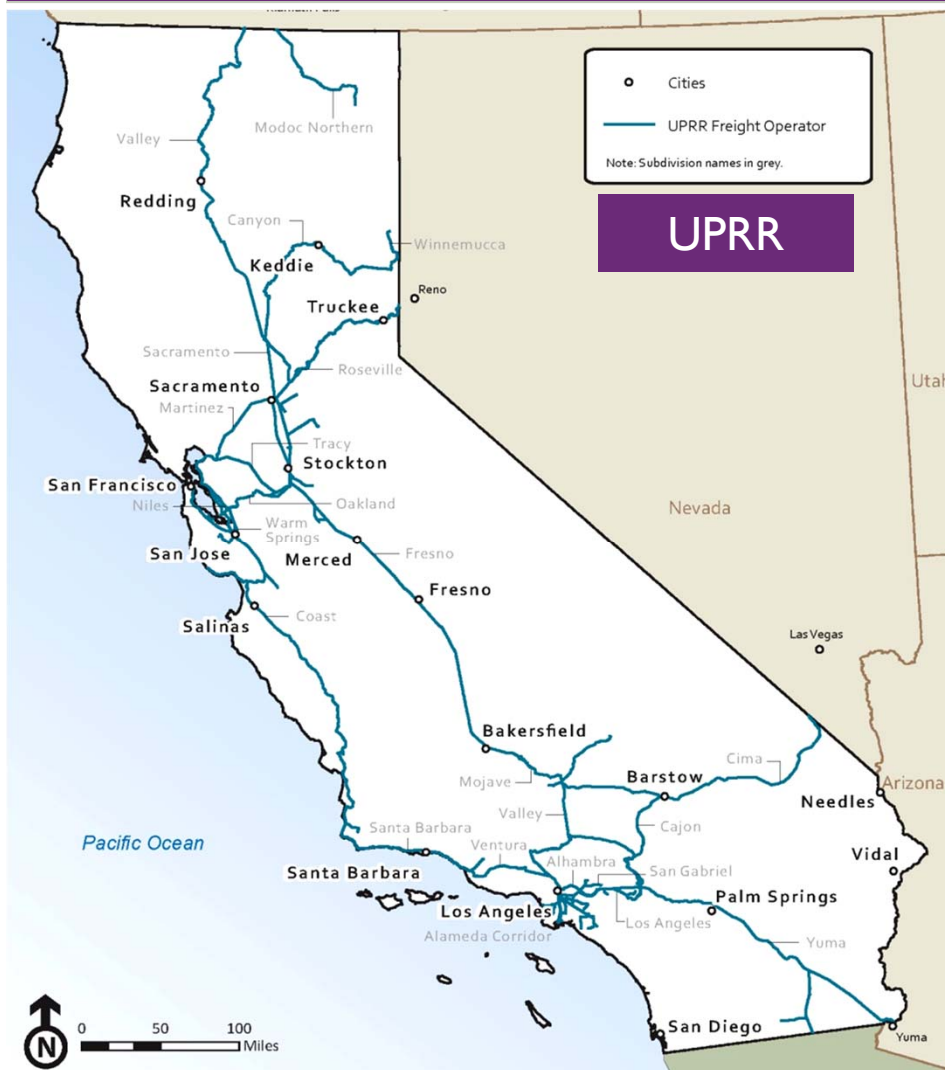 Cities
UPRR Freight Operator
Note: Subdivision names in grey.
UPRR
Modoc Northern
Valley
Redding
Canyon
Winnemucca
Keddie
Reno
Truckee
Sacramento
Roseville
Utah
Sacramento
Martinez
Tracy
Stockton
San Francisco
Niles
Oakland
Nevada
Warm
Springs
San Jose
Merced
Fresno
Fresno
Salinas
Coast
Las Vegas
Bakersfield
Cima
Mojave
Barstow
Arizona
Needles
Valley
Cajon
Santa Barbara
Pacific Ocean
Ventura
Vidal
Alhambra
San Gabriel
Santa Barbara
Palm Springs
Los Angeles
Los Angeles
Alameda Corridor
Yuma
San Diego
Yuma
N
0 50 100
Miles